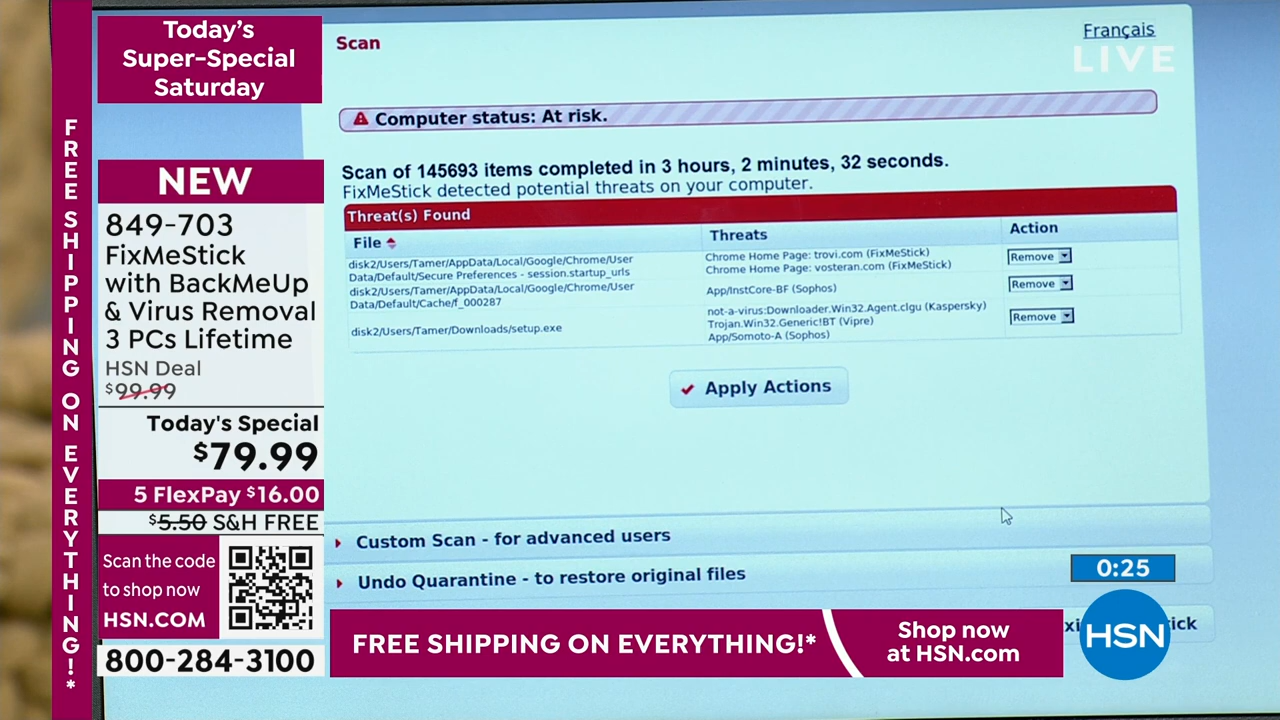 FREE SHIPPING ON EVERYTHING!*
Today's
Super-Special
Saturday
NEW
849-703
FixMeStick
with BackMeUp
& Virus Removal
3 PCs Lifetime
HSN Deal
$99.99
Today's Special
$79.99
5 FlexPay $16.00
$5.50 S&H FREE
Scan the code
to shop now
HSN.COM
800-284-3100
Scan
Français
LIVE
Computer status: At risk.
Scan of 145693 items completed in 3 hours, 2 minutes, 32 seconds.
FixMeStick detected potential threats on your computer.
Threat(s) Found
File Threats Action
disk2/Users/Tamer/AppData/Local/Google/Chrome/User
Data/Default/Secure Preferences - session.startup_urls
Chrome Home Page: trovi.com (FixMeStick)
Chrome Home Page: vosteran.com (FixMeStick)
Remove
disk2/Users/Tamer/AppData/Local/Google/Chrome/User
Data/Default/Cache/f_000287
App/InstCore-BF (Sophos)
Remove
disk2/Users/Tamer/Downloads/setup.exe
not-a-virus:Downloader.Win32.Agent.clgu (Kaspersky)
Trojan.Win32.Generic!BT (Vipre)
App/Somoto-A (Sophos)
Remove
Apply Actions
Custom Scan - for advanced users
Undo Quarantine - to restore original files
0:25
FREE SHIPPING ON EVERYTHING!*
Shop now
at HSN.com
HSN